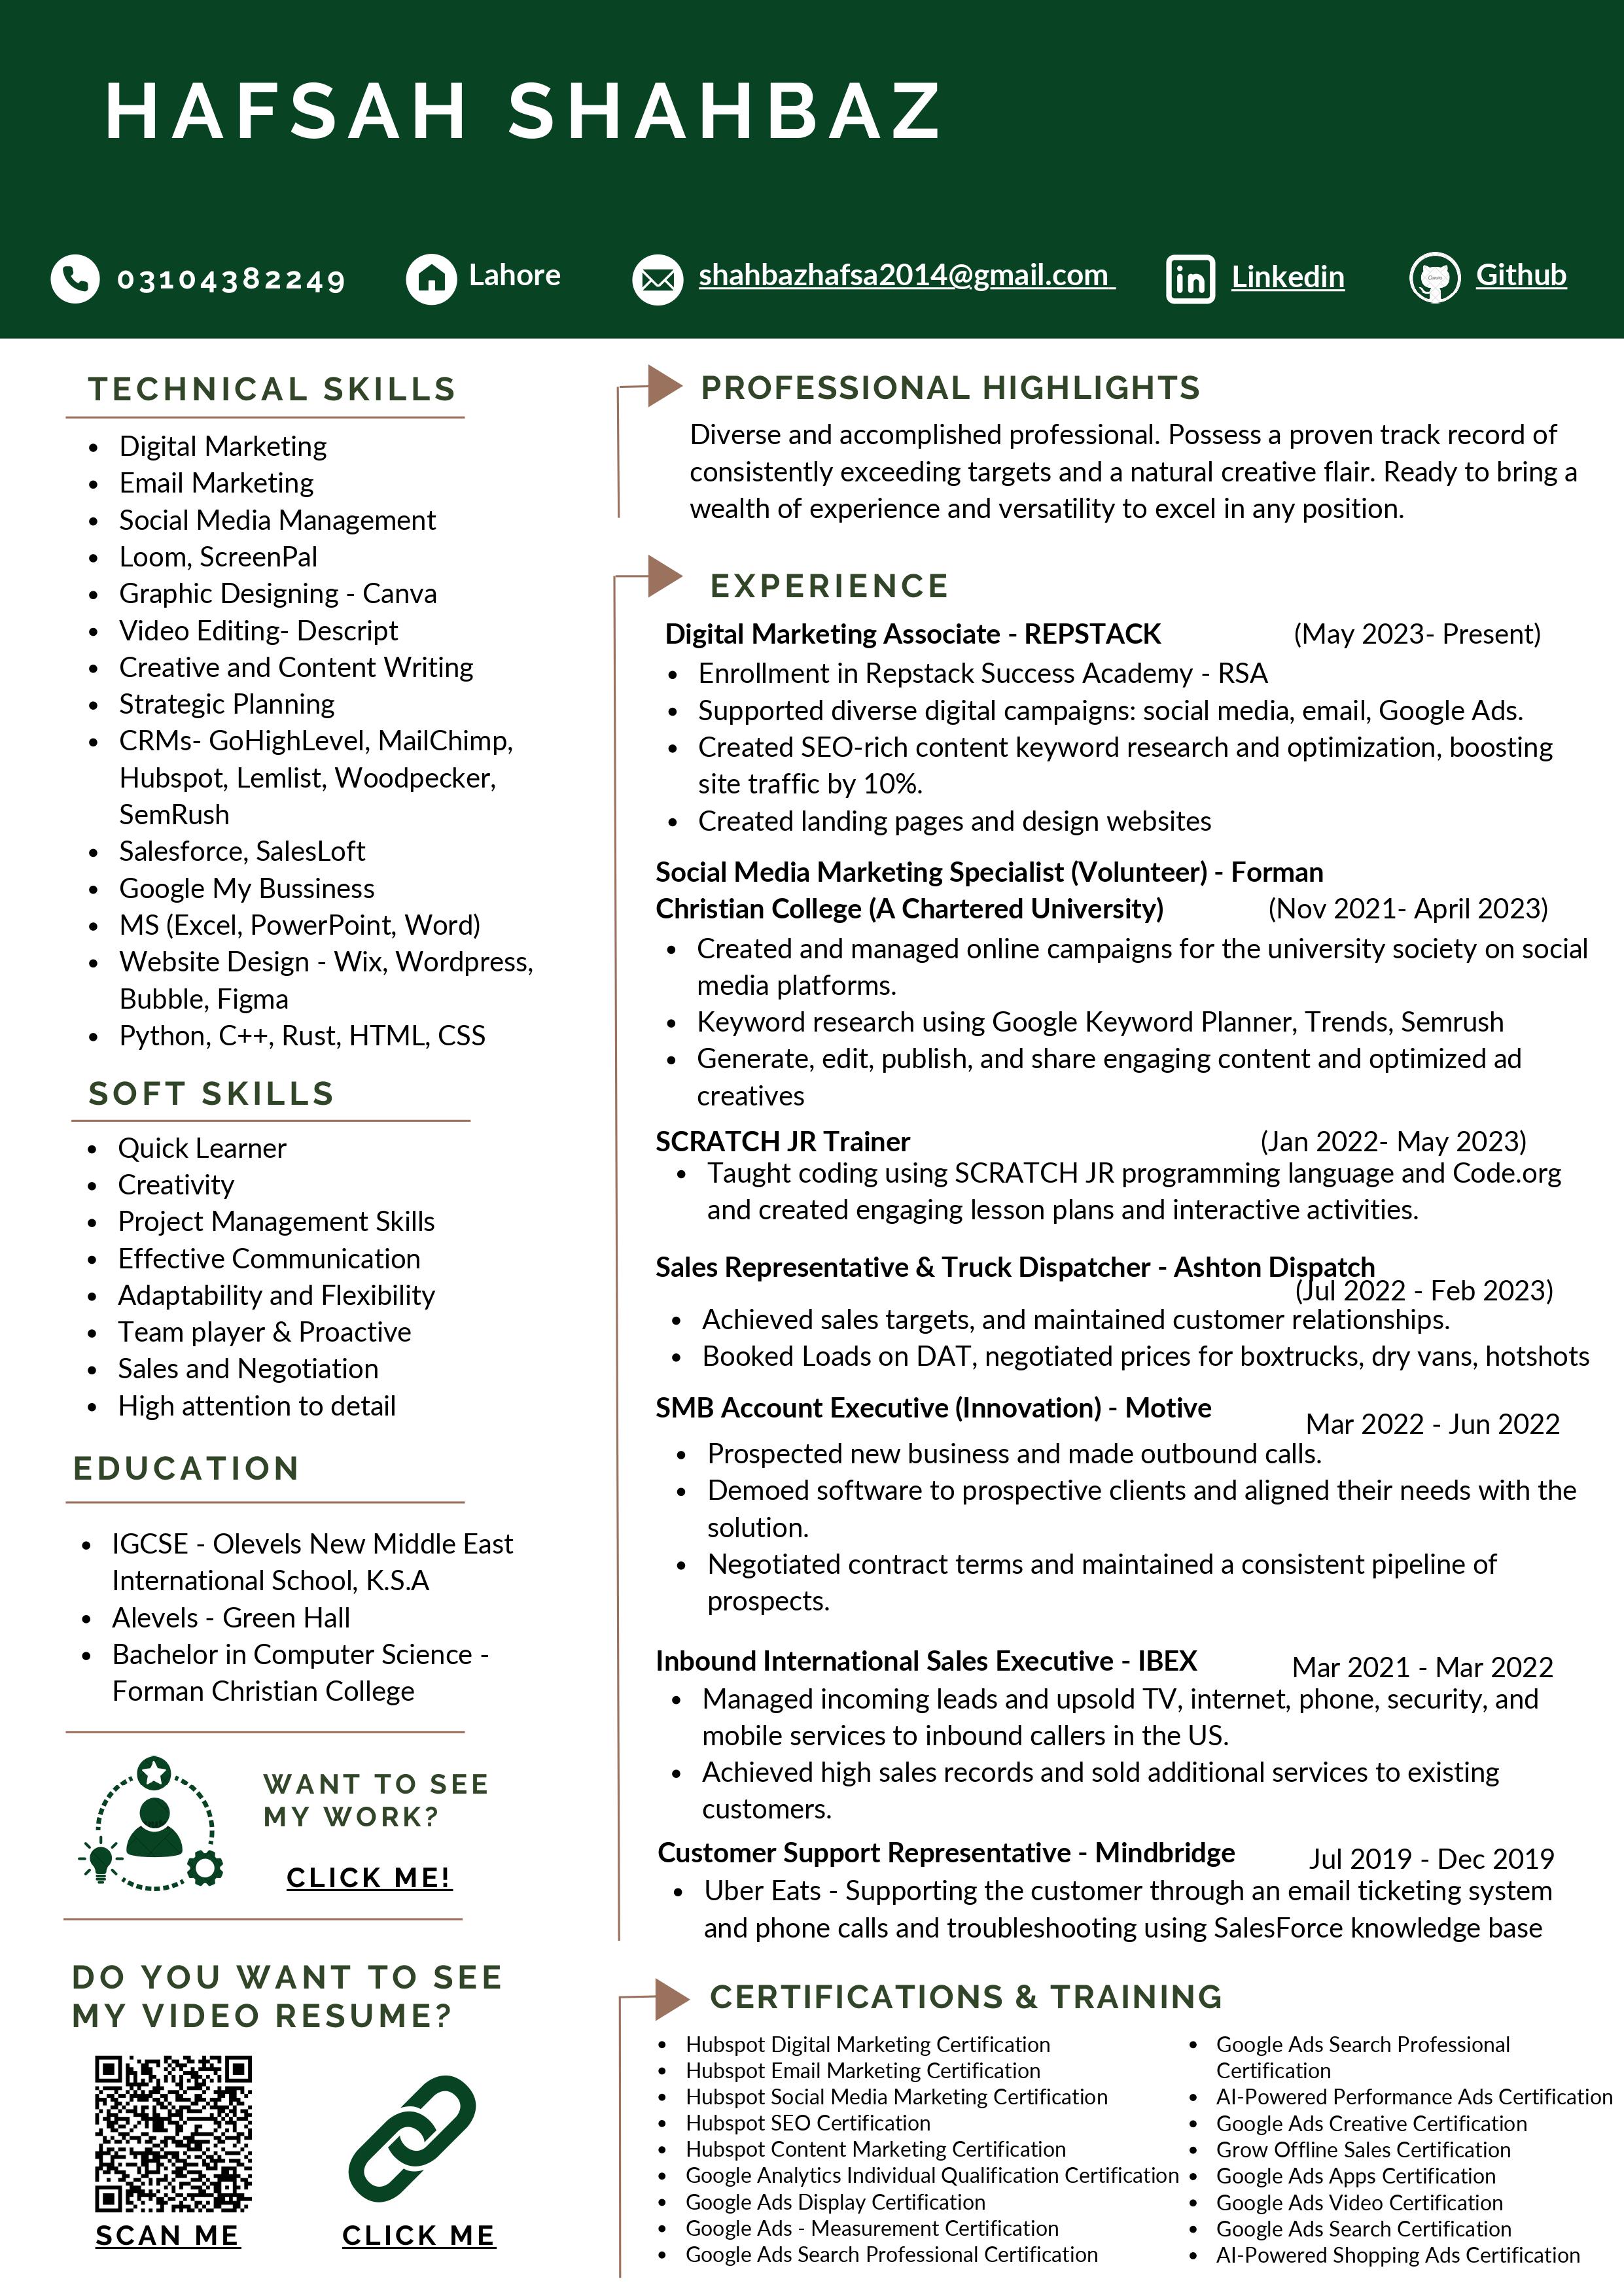 HAFSAH SHAHBAZ
03104382249
Lahore
shahbazhafsa2014@gmail.com
Linkedin
Github
TECHNICAL SKILLS
• Digital Marketing
• Email Marketing
• Social Media Management
• Loom, ScreenPal
• Graphic Designing - Canva
• Video Editing- Descript
• Creative and Content Writing
• Strategic Planning
• CRMs- GoHighLevel, MailChimp,
Hubspot, Lemlist, Woodpecker,
SemRush
• Salesforce, SalesLoft
• Google My Bussiness
• MS (Excel, PowerPoint, Word)
• Website Design - Wix, Wordpress,
Bubble, Figma
• Python, C++, Rust, HTML, CSS
SOFT SKILLS
• Quick Learner
• Creativity
• Project Management Skills
• Effective Communication
• Adaptability and Flexibility
• Team player & Proactive
• Sales and Negotiation
• High attention to detail
EDUCATION
• IGCSE - Olevels New Middle East
International School, K.S.A
• Alevels - Green Hall
• Bachelor in Computer Science -
Forman Christian College
WANT TO SEE
MY WORK?
CLICK ME!
DO YOU WANT TO SEE
MY VIDEO RESUME?
SCAN ME
CLICK ME
PROFESSIONAL HIGHLIGHTS
Diverse and accomplished professional. Possess a proven track record of
consistently exceeding targets and a natural creative flair. Ready to bring a
wealth of experience and versatility to excel in any position.
EXPERIENCE
Digital Marketing Associate - REPSTACK (May 2023- Present)
• Enrollment in Repstack Success Academy - RSA
• Supported diverse digital campaigns: social media, email, Google Ads.
• Created SEO-rich content keyword research and optimization, boosting
site traffic by 10%.
• Created landing pages and design websites
Social Media Marketing Specialist (Volunteer) - Forman
Christian College (A Chartered University) (Nov 2021- April 2023)
• Created and managed online campaigns for the university society on social
media platforms.
• Keyword research using Google Keyword Planner, Trends, Semrush
• Generate, edit, publish, and share engaging content and optimized ad
creatives
SCRATCH JR Trainer (Jan 2022- May 2023)
• Taught coding using SCRATCH JR programming language and Code.org
and created engaging lesson plans and interactive activities.
Sales Representative & Truck Dispatcher - Ashton Dispatch
(Jul 2022 - Feb 2023)
• Achieved sales targets, and maintained customer relationships.
• Booked Loads on DAT, negotiated prices for boxtrucks, dry vans, hotshots
SMB Account Executive (Innovation) - Motive
Mar 2022 - Jun 2022
• Prospected new business and made outbound calls.
• Demoed software to prospective clients and aligned their needs with the
solution.
• Negotiated contract terms and maintained a consistent pipeline of
prospects.
Inbound International Sales Executive - IBEX Mar 2021 - Mar 2022
• Managed incoming leads and upsold TV, internet, phone, security, and
mobile services to inbound callers in the US.
• Achieved high sales records and sold additional services to existing
customers.
Customer Support Representative - Mindbridge Jul 2019 - Dec 2019
• Uber Eats - Supporting the customer through an email ticketing system
and phone calls and troubleshooting using SalesForce knowledge base
CERTIFICATIONS & TRAINING
• Hubspot Digital Marketing Certification
• Hubspot Email Marketing Certification
• Hubspot Social Media Marketing Certification
• Hubspot SEO Certification
• Hubspot Content Marketing Certification
• Google Analytics Individual Qualification Certification
• Google Ads Display Certification
• Google Ads - Measurement Certification
• Google Ads Search Professional Certification
• Google Ads Search Professional
Certification
• AI-Powered Performance Ads Certification
• Google Ads Creative Certification
• Grow Offline Sales Certification
• Google Ads Apps Certification
• Google Ads Video Certification
• Google Ads Search Certification
• AI-Powered Shopping Ads Certification